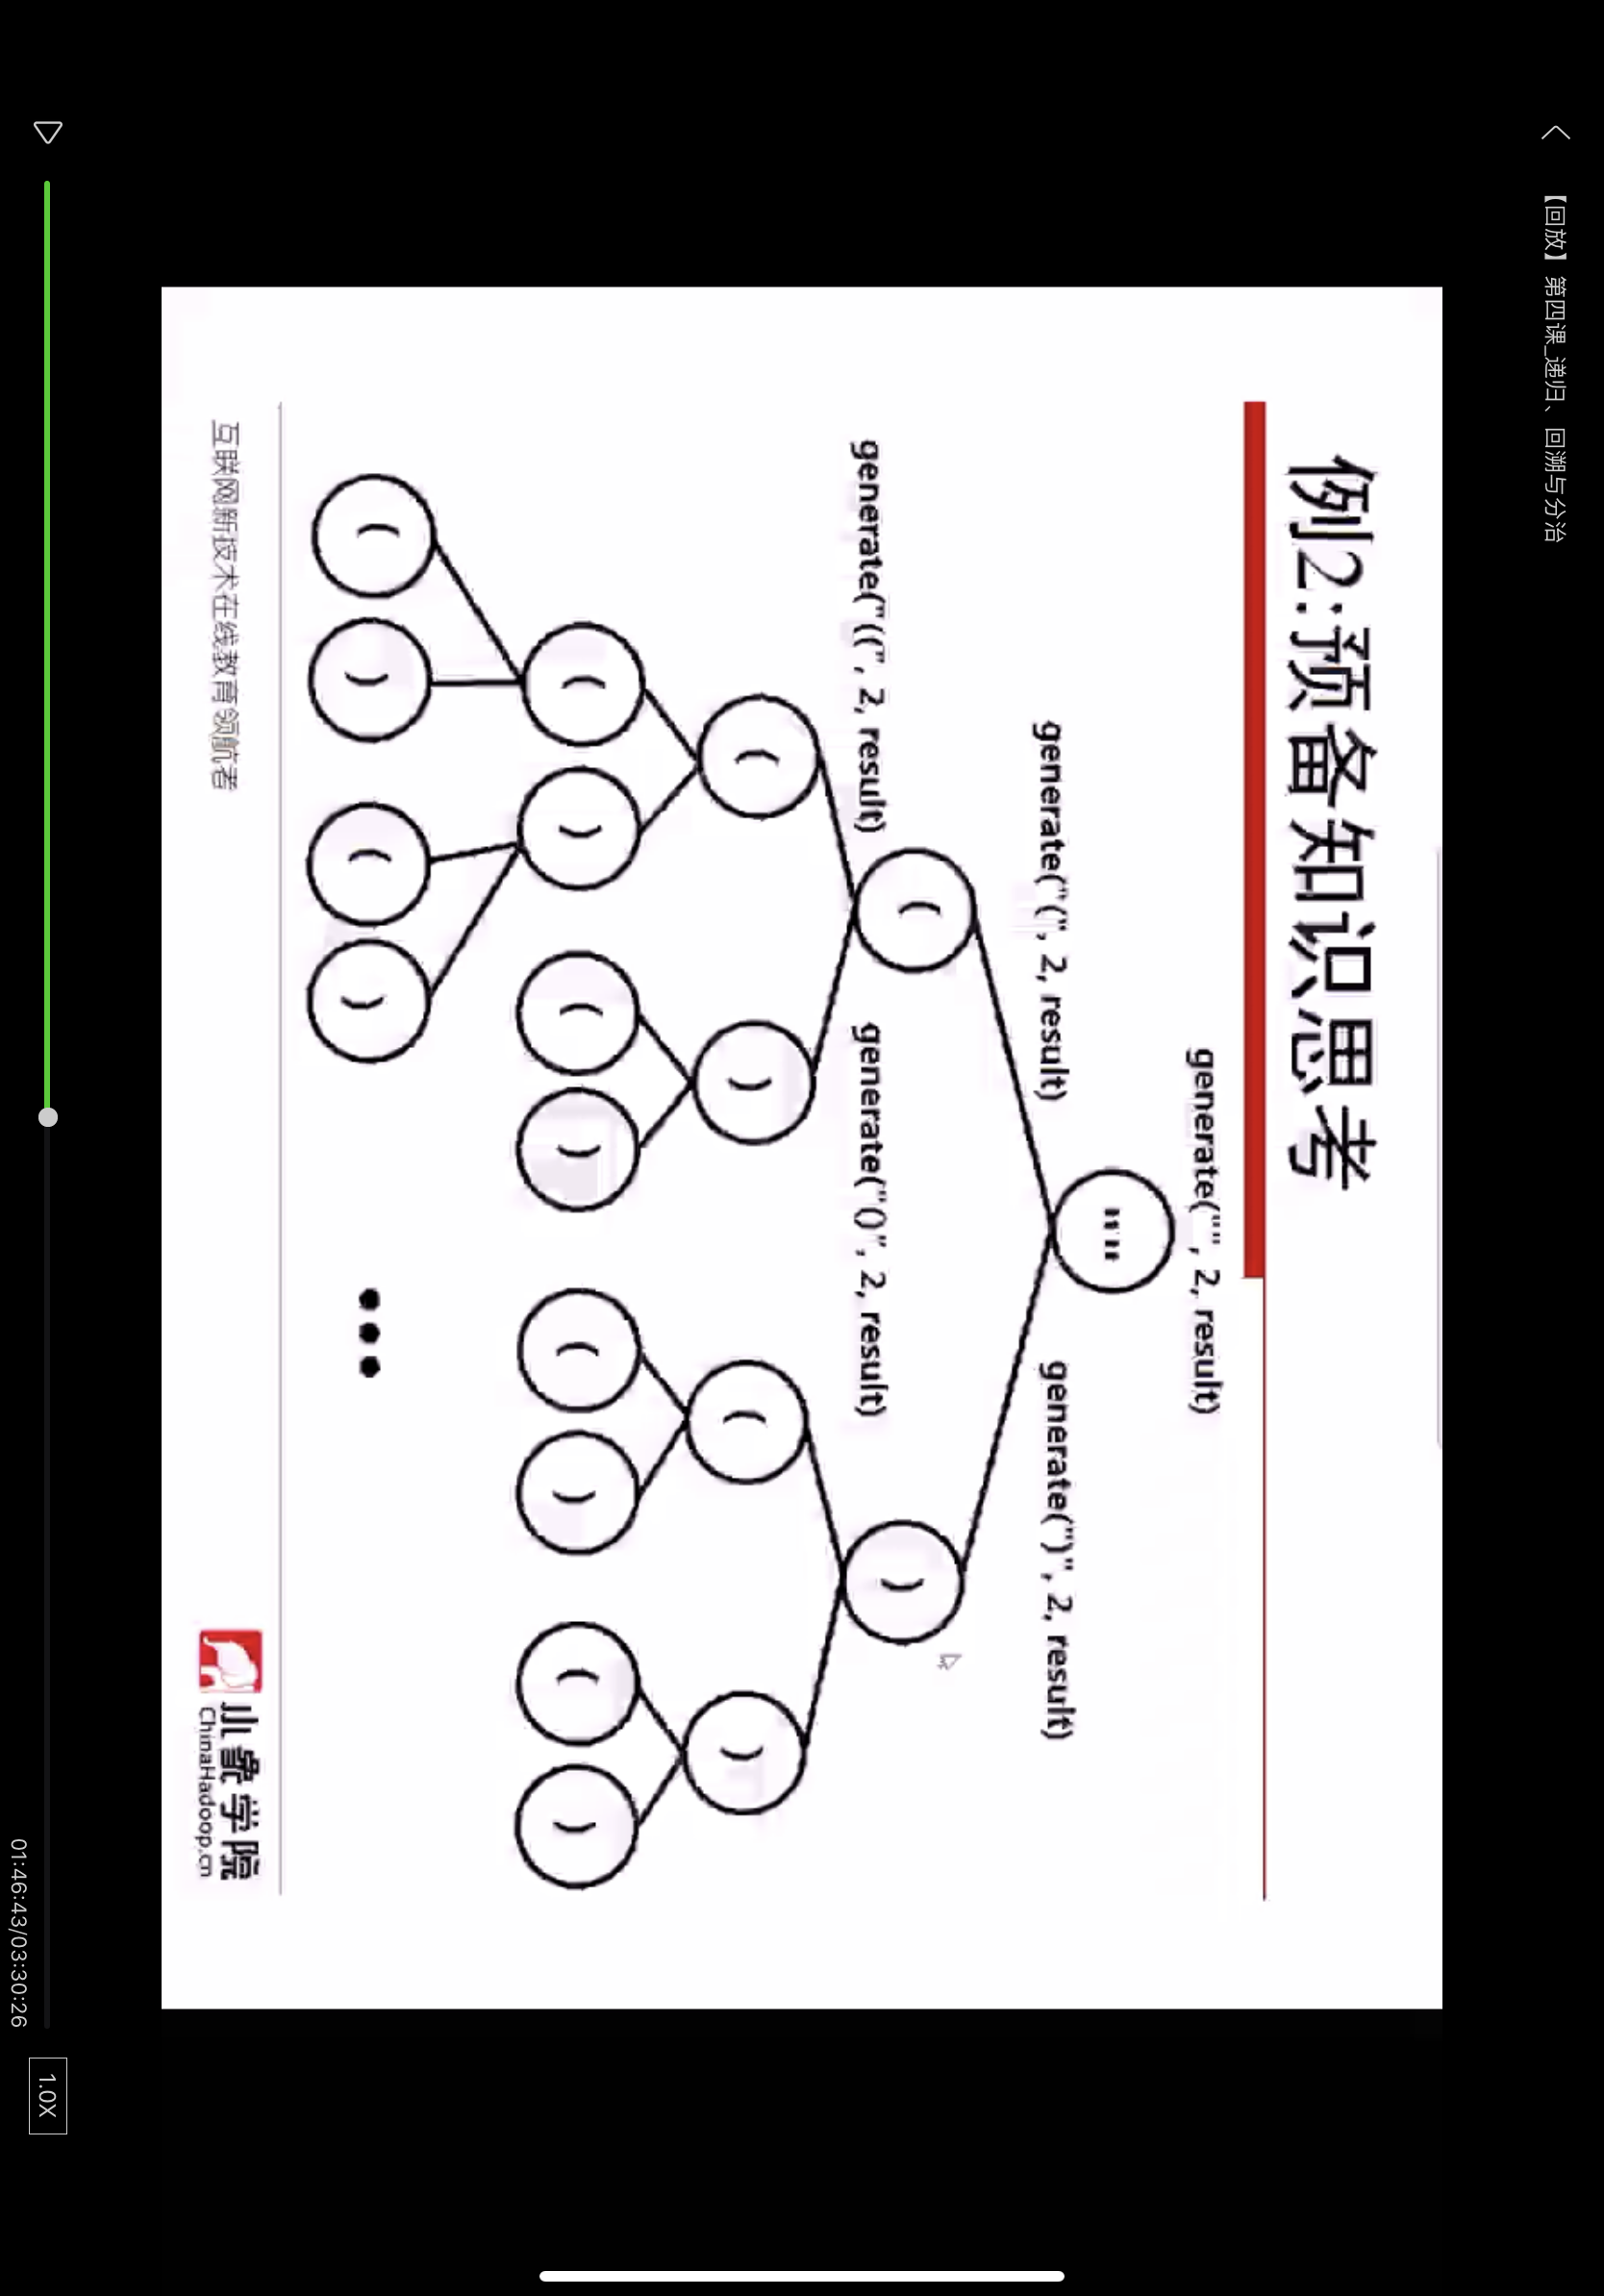 【回放】第四课_递归、回溯与分治
例2:预备知识思考
generate("", 2, result)
""
generate("(", 2, result)
generate(")", 2, result)
(
)
generate("((", 2, result)
generate("()", 2, result)
(
)
(
)
(
)
(
)
(
)
(
)
(
)
(
)
互联网新技术在线教育领航者
小象学院
ChinaHadoop.cn
01:46:43/03:30:26
1.0X